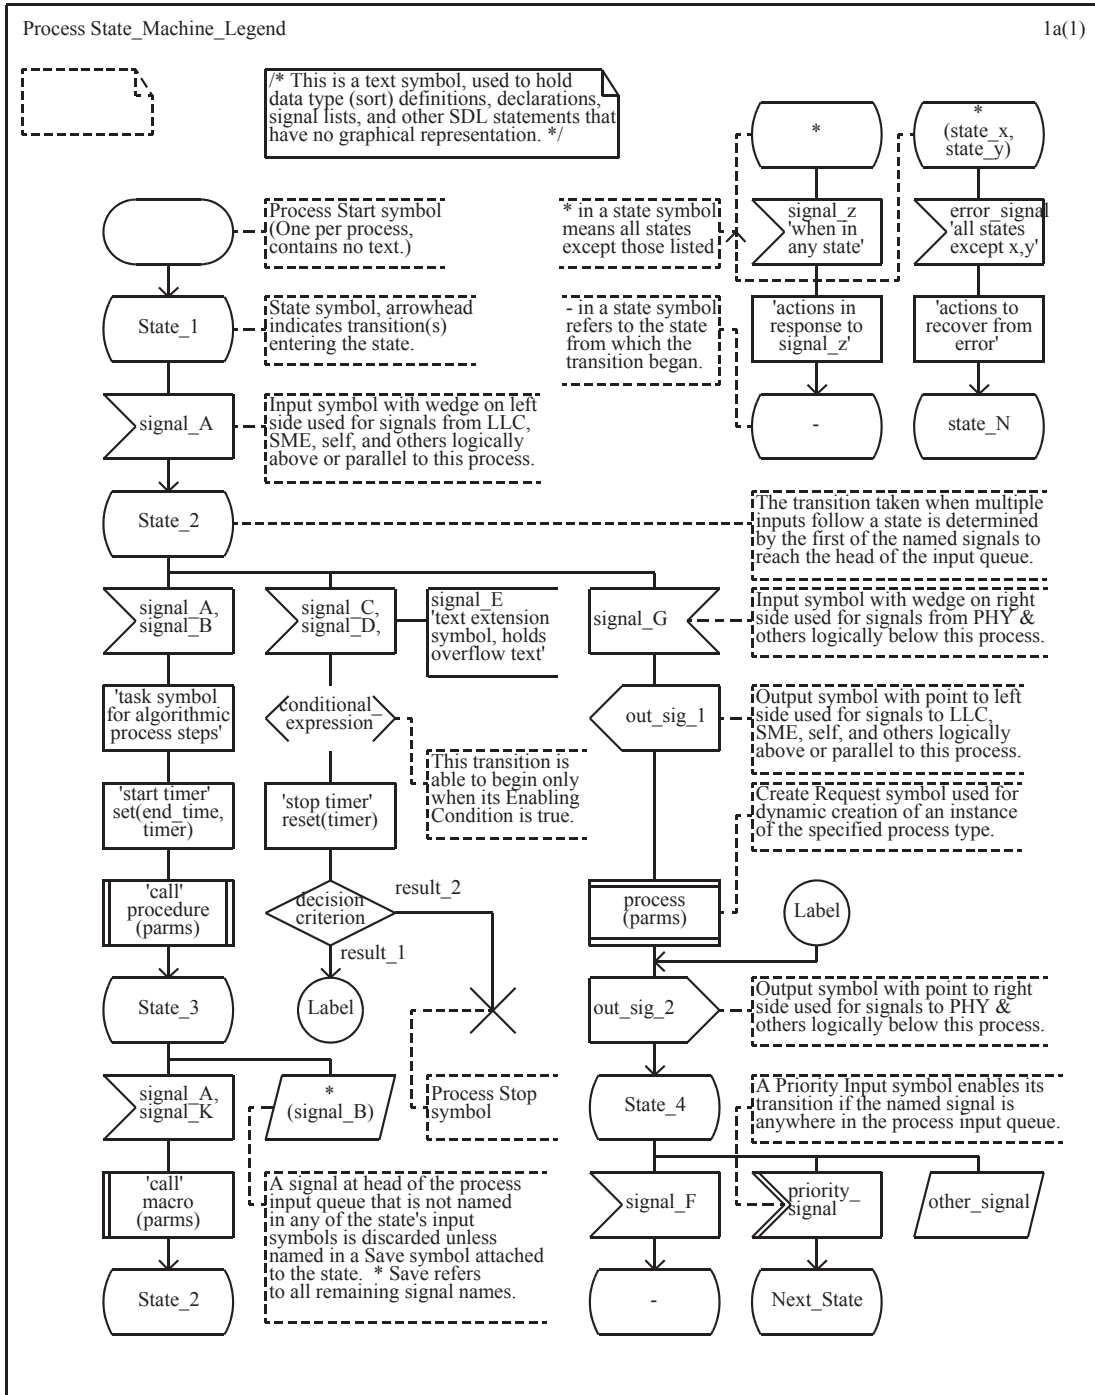 Process State_Machine_Legend
1a(1)
/* This is a text symbol, used to hold
data type (sort) definitions, declarations,
signal lists, and other SDL statements that
have no graphical representation. */
*
*
(state_x,
state_y)
Process Start symbol
(One per process,
contains no text.)
* in a state symbol
means all states
except those listed
signal_z
'when in
any state'
error_signal
'all states
except x,y'
State_1
State symbol, arrowhead
indicates transition(s)
entering the state.
- in a state symbol
refers to the state
from which the
transition began.
'actions in
response to
signal_z'
'actions to
recover from
error'
signal_A
Input symbol with wedge on left
side used for signals from LLC,
SME, self, and others logically
above or parallel to this process.
-
state_N
State_2
The transition taken when multiple
inputs follow a state is determined
by the first of the named signals to
reach the head of the input queue.
signal_A,
signal_B
signal_C,
signal_D,
signal_E
'text extension
symbol, holds
overflow text'
signal_G
Input symbol with wedge on right
side used for signals from PHY &
others logically below this process.
'task symbol
for algorithmic
process steps'
conditional_
expression
out_sig_1
Output symbol with point to left
side used for signals to LLC,
SME, self, and others logically
above or parallel to this process.
This transition is
able to begin only
when its Enabling
Condition is true.
'start timer'
set(end_time,
timer)
'stop timer'
reset(timer)
Create Request symbol used for
dynamic creation of an instance
of the specified process type.
'call'
procedure
(parms)
decision
criterion
result_2
result_1
process
(parms)
Label
State_3
Label
out_sig_2
Output symbol with point to right
side used for signals to PHY &
others logically below this process.
signal_A,
signal_K
*
(signal_B)
Process Stop
symbol
State_4
A Priority Input symbol enables its
transition if the named signal is
anywhere in the process input queue.
'call'
macro
(parms)
A signal at head of the process
input queue that is not named
in any of the state's input
symbols is discarded unless
named in a Save symbol attached
to the state. * Save refers
to all remaining signal names.
signal_F
priority_
signal
other_signal
State_2
-
Next_State